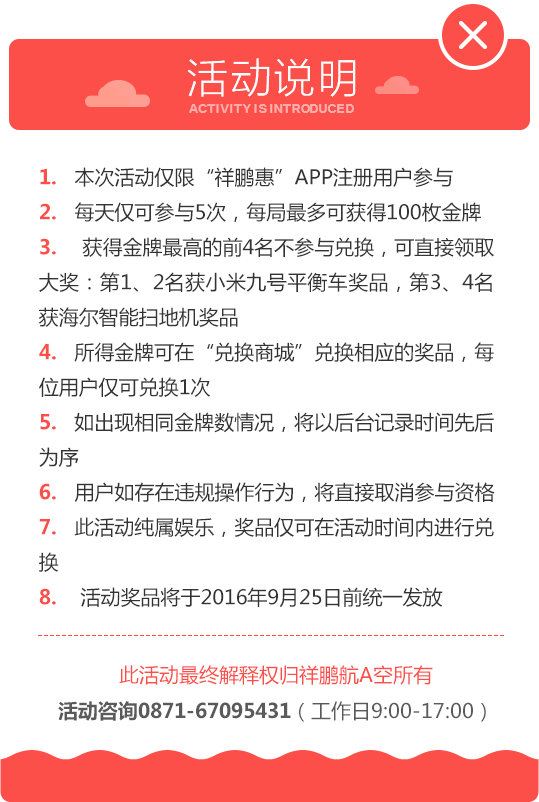 活动说明
ACTIVITY IS INTRODUCED
1. 本次活动仅限“祥鹏惠”APP注册用户参与
2. 每天仅可参与5次，每局最多可获得100枚金牌
3. 获得金牌最高的前4名不参与兑换，可直接领取
大奖：第1、2名获小米九号平衡车奖品，第3、4名
获海尔智能扫地机奖品
4. 所得金牌可在“兑换商城”兑换相应的奖品，每
位用户仅可兑换1次
5. 如出现相同金牌数情况，将以后台记录时间先后
为序
6. 用户如存在违规操作行为，将直接取消参与资格
7. 此活动纯属娱乐，奖品仅可在活动时间内进行兑
换
8. 活动奖品将于2016年9月25日前统一发放
此活动最终解释权归祥鹏航A空所有
活动咨询0871-67095431（工作日9:00-17:00）